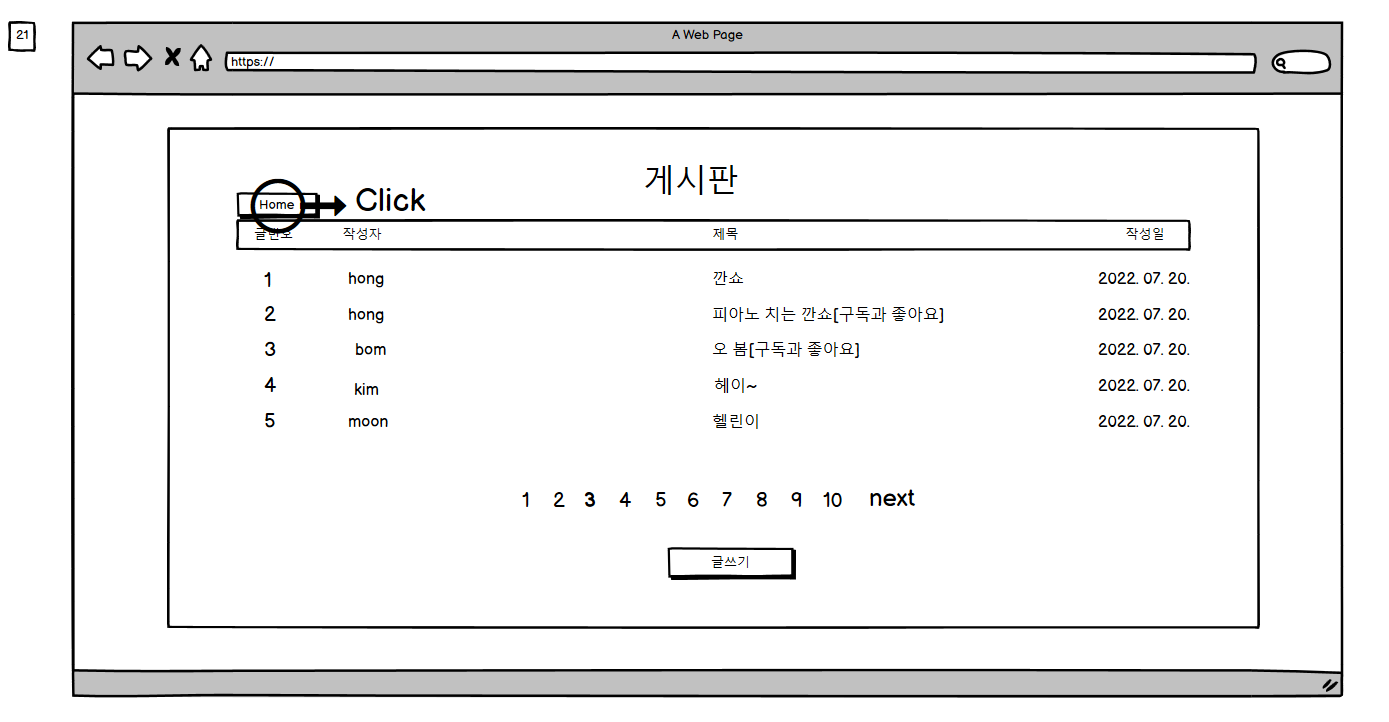 21
A Web Page
https://
게시판
Home Click
글번호 작성자 제목 작성일
1 hong 깐쇼 2022. 07. 20.
2 hong 피아노 치는 깐쇼[구독과 좋아요] 2022. 07. 20.
3 bom 오 봄[구독과 좋아요] 2022. 07. 20.
4 kim 헤이~ 2022. 07. 20.
5 moon 헬린이 2022. 07. 20.
1 2 3 4 5 6 7 8 9 10 next
글쓰기